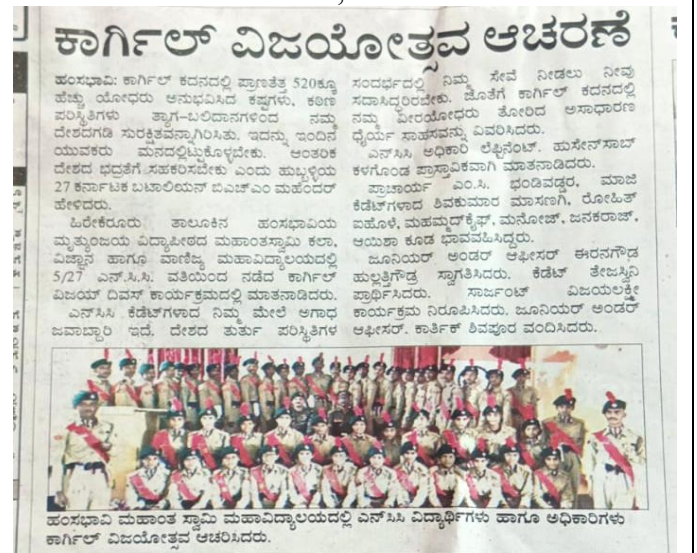 ಕಾರ್ಗಿಲ್ ವಿಜಯೋತ್ಸವ ಆಚರಣೆ
ಹಂಸಭಾವಿ: ಕಾರ್ಗಿಲ್ ಕದನದಲ್ಲಿ ಪ್ರಾಣತೆತ್ತ 520ಕ್ಕೂ
ಹೆಚ್ಚು ಯೋಧರು ಅನುಭವಿಸಿದ ಕಷ್ಟಗಳು, ಕಠಿಣ
ಪರಿಸ್ಥಿತಿಗಳು ತ್ಯಾಗ-ಬಲಿದಾನಗಳಿಂದ ನಮ್ಮ
ದೇಶದಗಡಿ ಸುರಕ್ಷಿತವನ್ನಾಗಿರಿಸಿತು. ಇದನ್ನು ಇಂದಿನ
ಯುವಕರು ಮನದಲ್ಲಿಟ್ಟುಕೊಳ್ಳಬೇಕು. ಆಂತರಿಕ
ದೇಶದ ಭದ್ರತೆಗೆ ಸಹಕರಿಸಬೇಕು ಎಂದು ಹುಬ್ಬಳ್ಳಿಯ
27 ಕರ್ನಾಟಕ ಬಟಾಲಿಯನ್ ಬಿಎಚ್ಎಂ ಮಹೆಂದರ್
ಹೇಳಿದರು.
ಹಿರೇಕೆರೂರು ತಾಲೂಕಿನ ಹಂಸಭಾವಿಯ
ಮೃತ್ಯುಂಜಯ ವಿದ್ಯಾಪೀಠದ ಮಹಾಂತಸ್ವಾಮಿ ಕಲಾ,
ವಿಜ್ಞಾನ ಹಾಗೂ ವಾಣಿಜ್ಯ ಮಹಾವಿದ್ಯಾಲಯದಲ್ಲಿ
5/27 ಎನ್.ಸಿ.ಸಿ. ವತಿಯಿಂದ ನಡೆದ ಕಾರ್ಗಿಲ್
ವಿಜಯ್ ದಿವಸ್ ಕಾರ್ಯಕ್ರಮದಲ್ಲಿ ಮಾತನಾಡಿದರು.
ಎನ್‌ಸಿಸಿ ಕೆಡೆಟ್‌ಗಳಾದ ನಿಮ್ಮ ಮೇಲೆ ಅಗಾಧ
ಜವಾಬ್ದಾರಿ ಇದೆ. ದೇಶದ ತುರ್ತು ಪರಿಸ್ಥಿತಿಗಳ
ಸಂದರ್ಭದಲ್ಲಿ ನಿಮ್ಮ ಸೇವೆ ನೀಡಲು ನೀವು
ಸದಾಸಿದ್ಧರಿರಬೇಕು. ಜೊತೆಗೆ ಕಾರ್ಗಿಲ್ ಕದನದಲ್ಲಿ
ನಮ್ಮ ವೀರಯೋಧರು ತೋರಿದ ಅಸಾಧಾರಣ
ಧೈರ್ಯ ಸಾಹಸವನ್ನು ವಿವರಿಸಿದರು.
ಎನ್‌ಸಿಸಿ ಅಧಿಕಾರಿ ಲೆಫ್ಟಿನೆಂಟ್. ಹುಸೇನ್‌ಸಾಬ್
ಕಳಗೊಂಡ ಪ್ರಾಸ್ತಾವಿಕವಾಗಿ ಮಾತನಾಡಿದರು.
ಪಾಚಾರ್ಯ ಎಂ.ಸಿ. ಭಂಡಿವಡ್ಡರ, ಮಾಜಿ
ಕೆಡೆಟ್‌ಗಳಾದ ಶಿವಕುಮಾರ ಮಾಸಣಗಿ, ರೋಹಿತ್
ಐಹೊಳೆ, ಮಹಮ್ಮದ್‌ಕೈಫ್, ಮನೋಜ್, ಜನಕರಾಜ್,
ಆಯಿಶಾ ಕೂಡ ಭಾವವಹಿಸಿದ್ದರು.
ಜೂನಿಯರ್ ಅಂಡರ್ ಆಫೀಸರ್ ಈರನಗೌಡ
ಹುಲ್ಲತ್ತಿಗೌಡ್ರ ಸ್ವಾಗತಿಸಿದರು. ಕೆಡೆಟ್ ತೇಜಸ್ವಿನಿ
ಪ್ರಾರ್ಥಿಸಿದರು. ಸಾರ್ಜಂಟ್ ವಿಜಯಲಕ್ಷ್ಮೀ
ಕಾರ್ಯಕ್ರಮ ನಿರೂಪಿಸಿದರು. ಜೂನಿಯರ್ ಅಂಡರ್
ಆಫೀಸರ್. ಕಾರ್ತಿಕ್ ಶಿವಪೂರ ವಂದಿಸಿದರು.
ಹಂಸಭಾವಿ ಮಹಾಂತ ಸ್ವಾಮಿ ಮಹಾವಿದ್ಯಾಲಯದಲ್ಲಿ ಎನ್‌ಸಿಸಿ ವಿದ್ಯಾರ್ಥಿಗಳು ಹಾಗೂ ಅಧಿಕಾರಿಗಳು
ಕಾರ್ಗಿಲ್ ವಿಜಯೋತ್ಸವ ಆಚರಿಸಿದರು.